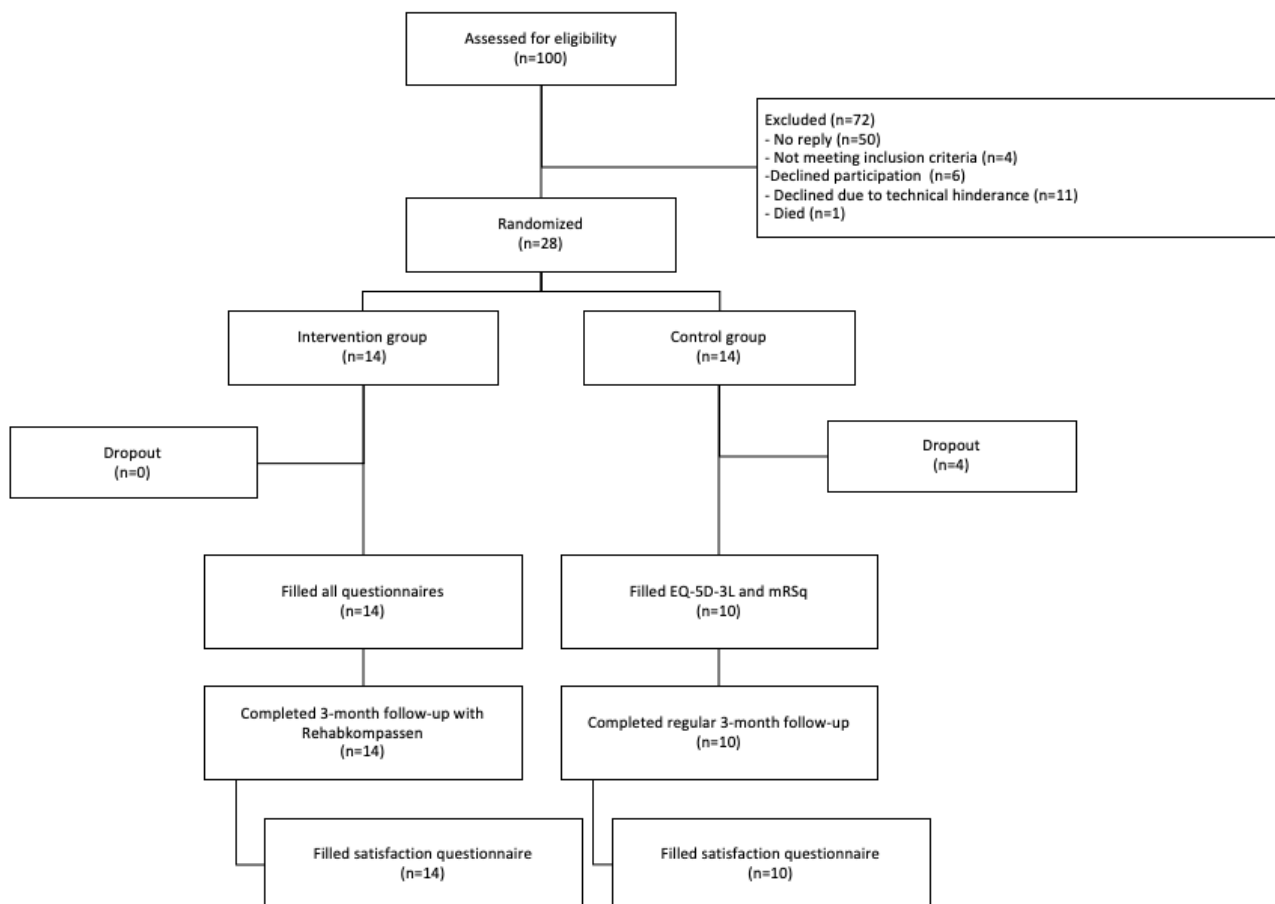 Assessed for eligibility
(n=100)
Excluded (n=72)
- No reply (n=50)
- Not meeting inclusion criteria (n=4)
-Declined participation  (n=6)
- Declined due to technical hinderance (n=11)
- Died (n=1)
Randomized
(n=28)
Intervention group
(n=14)
Control group
(n=14)
Dropout
(n=0)
Dropout
(n=4)
Filled all questionnaires
(n=14)
Filled EQ-5D-3L and mRSq
(n=10)
Completed 3-month follow-up with
Rehabkompassen
(n=14)
Completed regular 3-month follow-up
(n=10)
Filled satisfaction questionnaire
(n=14)
Filled satisfaction questionnaire
(n=10)